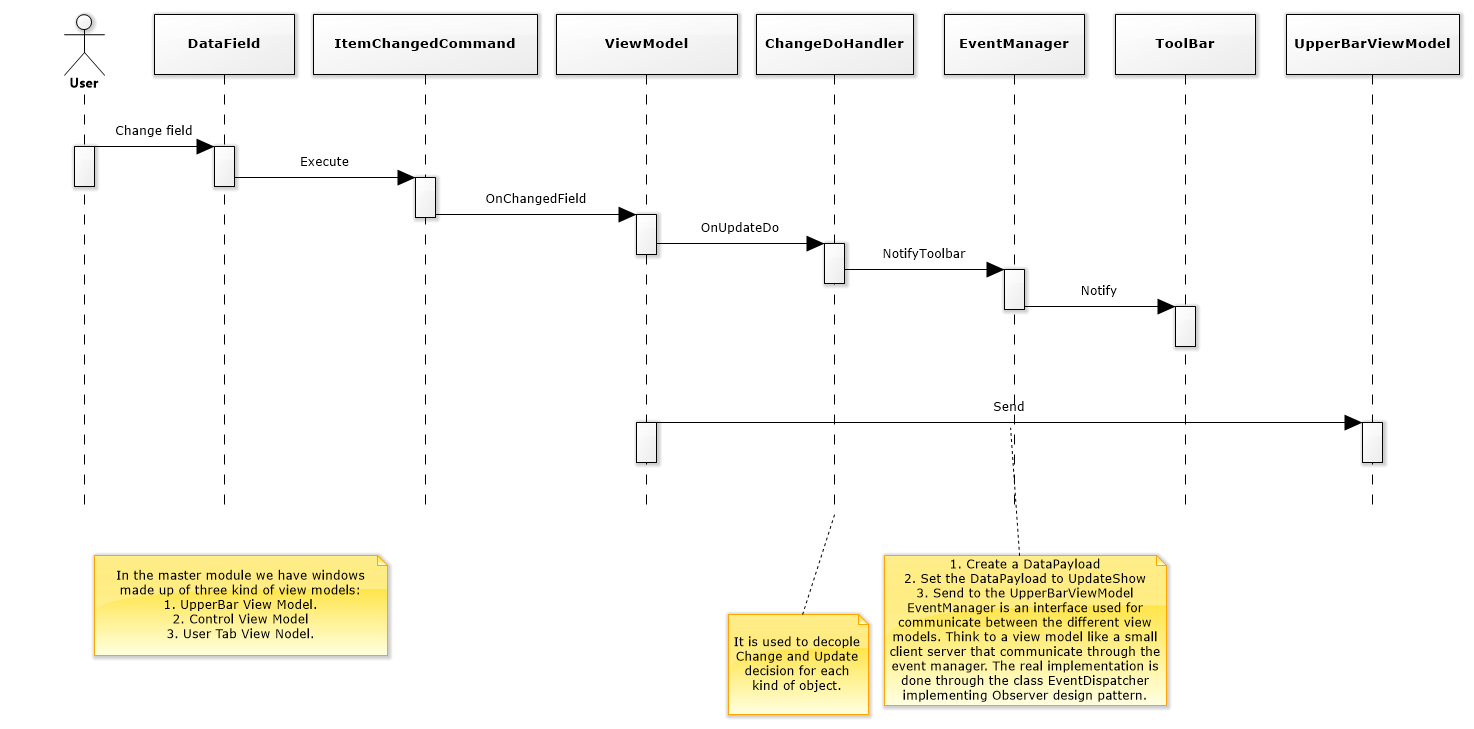 User
DataField
ItemChangedCommand
ViewModel
ChangeDoHandler
EventManager
ToolBar
UpperBarViewModel
Change field
Execute
OnChangedField
OnUpdateDo
NotifyToolbar
Notify
Send
In the master module we have windows
made up of three kind of view models:
1. UpperBar View Model.
2. Control View Model
3. User Tab View Nodel.
It is used to decople
Change and Update
decision for each
kind of object.
1. Create a DataPayload
2. Set the DataPayload to UpdateShow
3. Send to the UpperBarViewModel
EventManager is an interface used for
communicate between the different view
models. Think to a view model like a small
client server that communicate through the
event manager. The real implementation is
done through the class EventDispatcher
implementing Observer design pattern.